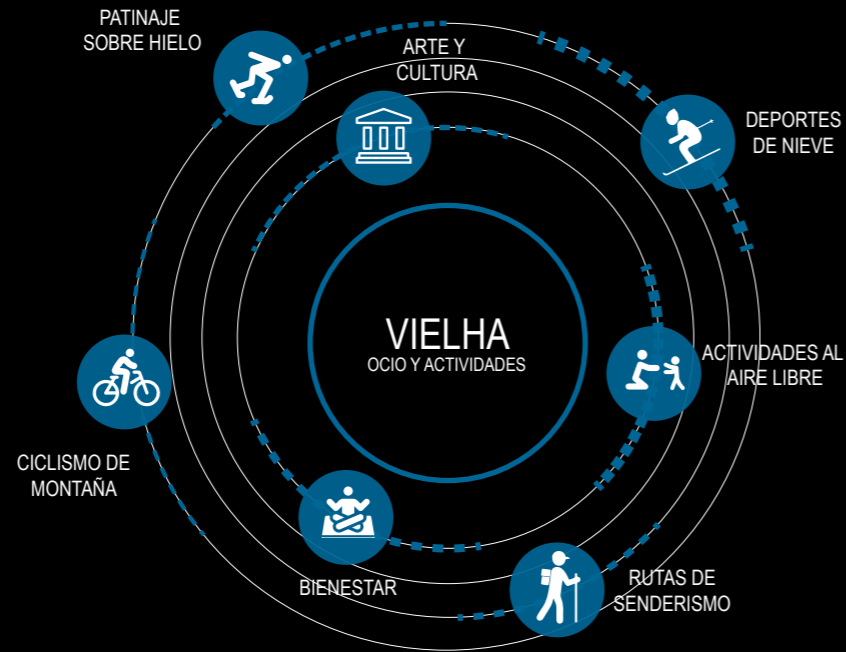 PATINAJE
SOBRE HIELO
ARTE Y
CULTURA
DEPORTES
DE NIEVE
VIELHA
OCIO Y ACTIVIDADES
ACTIVIDADES AL
AIRE LIBRE
CICLISMO DE
MONTAÑA
BIENESTAR
RUTAS DE
SENDERISMO